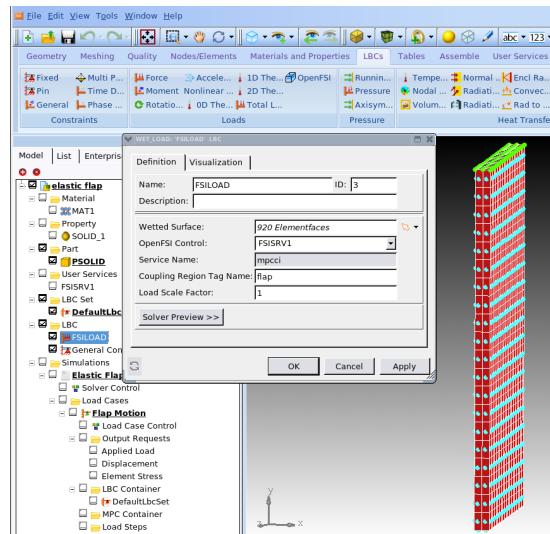 File Edit View Tools Window Help
abc 123
Geometry Meshing Quality Nodes/Elements Materials and Properties LBCs Tables Assemble User Services
Fixed Multi P... Force Accele... 1D The... OpenFSI Runnin... Tempe... Normal Encl Ra...
Pin Time D... Moment Nonlinear ... 2D The... Pressure Nodal ... Radiati... Convec...
General Phase ... Rotatio... 0D The... Total L... Axisym... Volum... Radiati... Rad to ...
Constraints Loads Pressure Heat Transfe
WET_LOAD: 'FSILOAD' LBC
Model List Enterpris
Definition Visualization
elastic flap
Material
MAT1
Property
SOLID_1
Part
PSOLID
User Services
FSISRV1
LBC Set
DefaultLbc
LBC
FSILOAD
General Con
Simulations
Elastic Flap
Solver Control
Load Cases
Flap Motion
Load Case Control
Output Requests
Applied Load
Displacement
Element Stress
LBC Container
DefaultLbcSet
MPC Container
Load Steps
Name: FSILOAD ID: 3
Description:
Wetted Surface: 920 Elementfaces
OpenFSI Control: FSISRV1
Service Name: mpcci
Coupling Region Tag Name: flap
Load Scale Factor: 1
Solver Preview >>
OK Cancel Apply
y
z x